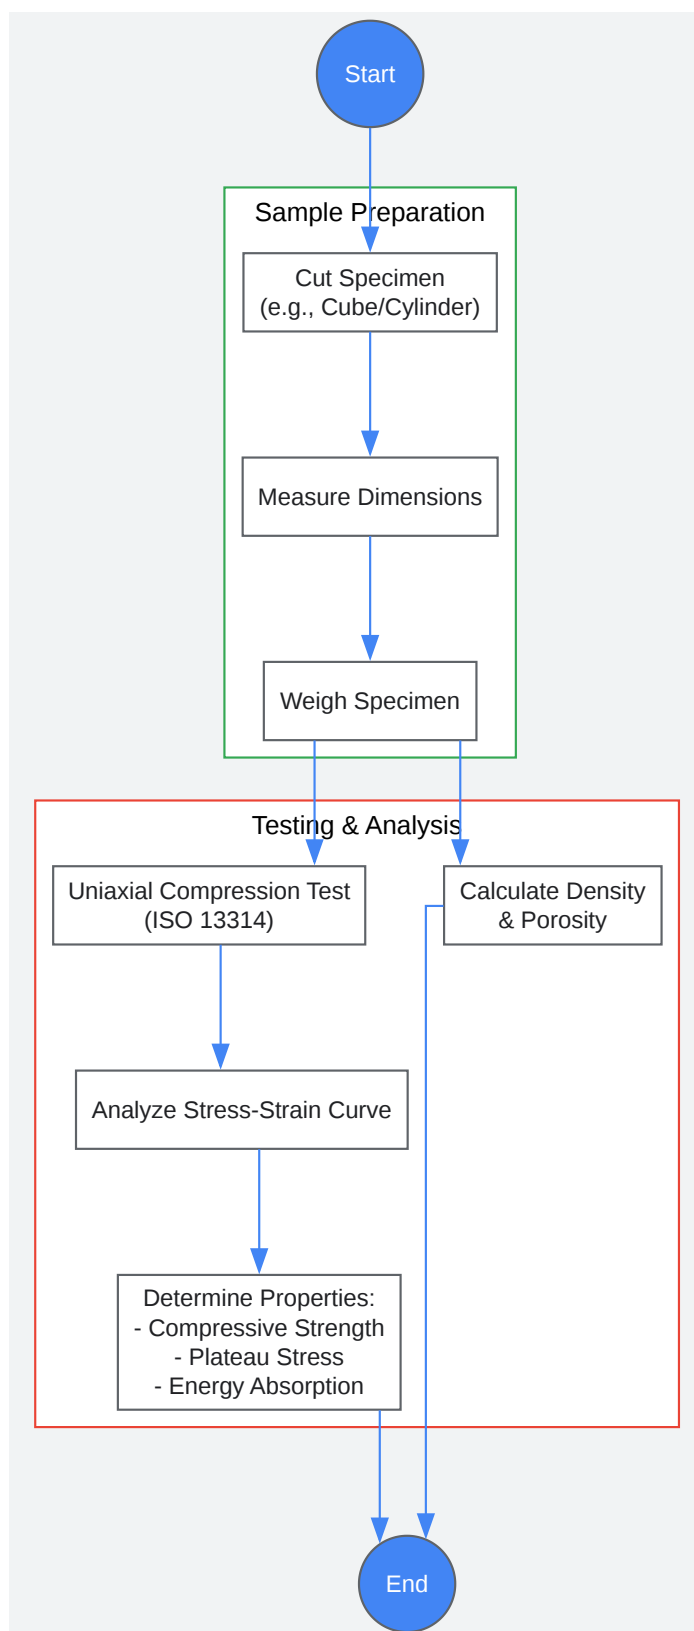 Start
Sample Preparation
Cut Specimen
(e.g., Cube/Cylinder)
Measure Dimensions
Weigh Specimen
Testing & Analysis
Uniaxial Compression Test
(ISO 13314)
Calculate Density
& Porosity
Analyze Stress-Strain Curve
Determine Properties:
- Compressive Strength
- Plateau Stress
- Energy Absorption
End